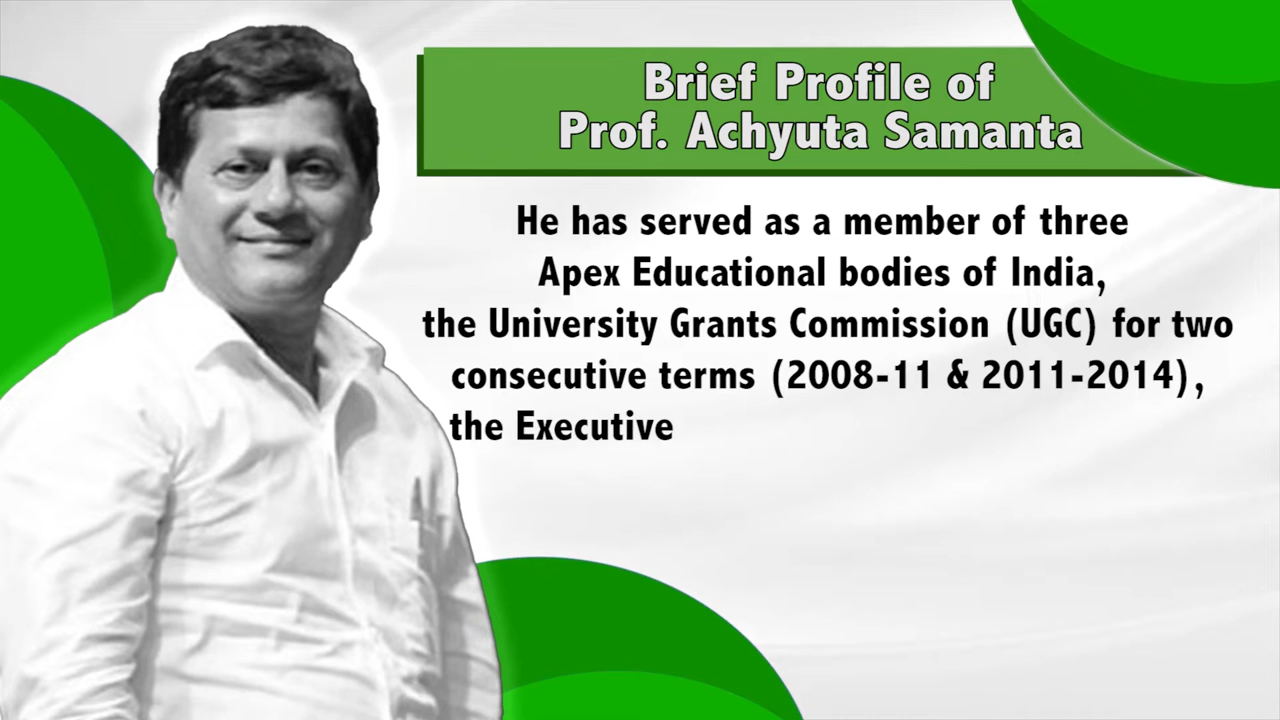 Brief Profile of
Prof. Achyuta Samanta
He has served as a member of three
Apex Educational bodies of India,
the University Grants Commission (UGC) for two
consecutive terms (2008-11 & 2011-2014),
the Executive